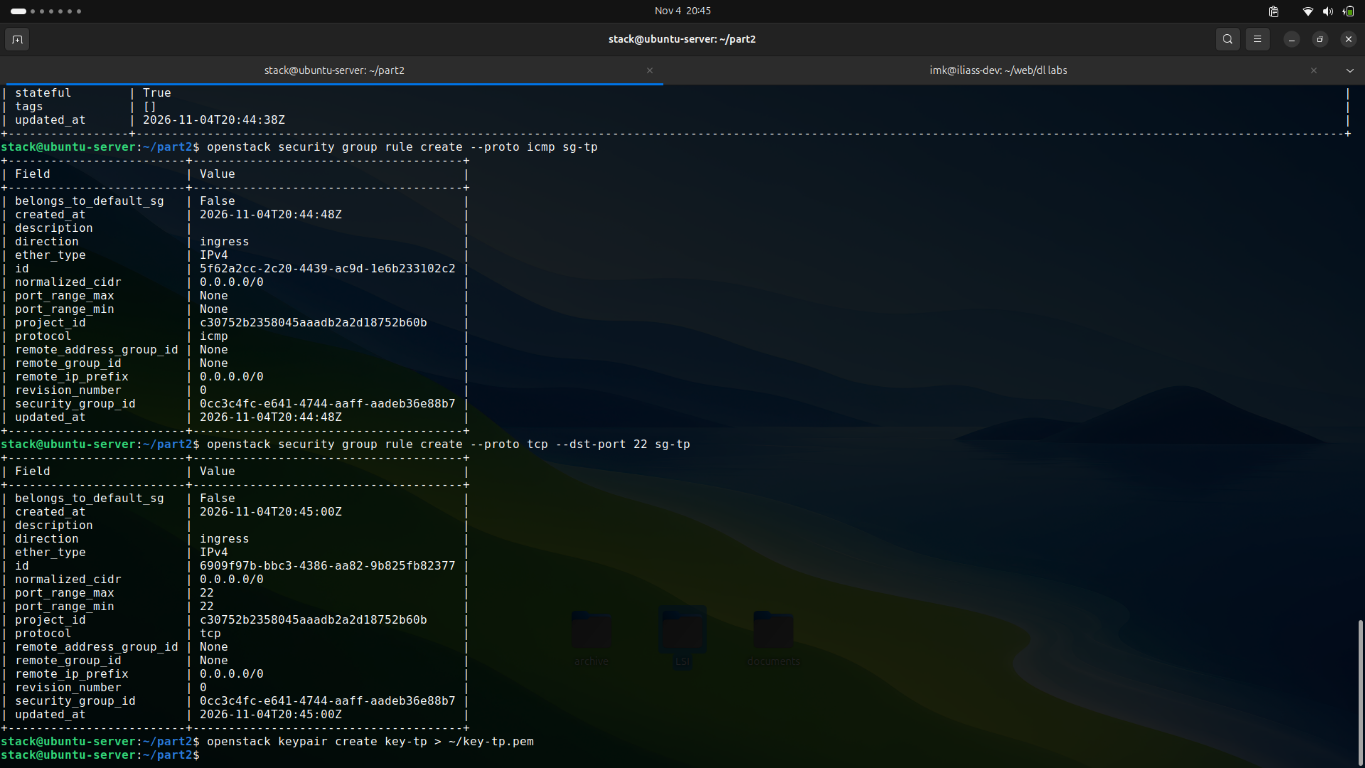 Nov 4 20:45
stack@ubuntu-server: ~/part2
stack@ubuntu-server: ~/part2
imk@iliass-dev: ~/web/dl labs
| stateful | True |
| tags | [] |
| updated_at | 2026-11-04T20:44:38Z |
stack@ubuntu-server:~/part2$ openstack security group rule create --proto icmp sg-tp
| Field | Value |
| belongs_to_default_sg | False |
| created_at | 2026-11-04T20:44:48Z |
| description | |
| direction | ingress |
| ether_type | IPv4 |
| id | 5f62a2cc-2c20-4439-ac9d-1e6b233102c2 |
| normalized_cidr | 0.0.0.0/0 |
| port_range_max | None |
| port_range_min | None |
| project_id | c30752b2358045aaadb2a2d18752b60b |
| protocol | icmp |
| remote_address_group_id | None |
| remote_group_id | None |
| remote_ip_prefix | 0.0.0.0/0 |
| revision_number | 0 |
| security_group_id | 0cc3c4fc-e641-4744-aaff-aadeb36e88b7 |
| updated_at | 2026-11-04T20:44:48Z |
stack@ubuntu-server:~/part2$ openstack security group rule create --proto tcp --dst-port 22 sg-tp
| Field | Value |
| belongs_to_default_sg | False |
| created_at | 2026-11-04T20:45:00Z |
| description | |
| direction | ingress |
| ether_type | IPv4 |
| id | 6909f97b-bbc3-4386-aa82-9b825fb82377 |
| normalized_cidr | 0.0.0.0/0 |
| port_range_max | 22 |
| port_range_min | 22 |
| project_id | c30752b2358045aaadb2a2d18752b60b |
| protocol | tcp |
| remote_address_group_id | None |
| remote_group_id | None |
| remote_ip_prefix | 0.0.0.0/0 |
| revision_number | 0 |
| security_group_id | 0cc3c4fc-e641-4744-aaff-aadeb36e88b7 |
| updated_at | 2026-11-04T20:45:00Z |
stack@ubuntu-server:~/part2$ openstack keypair create key-tp > ~/key-tp.pem
stack@ubuntu-server:~/part2$
archive
documents